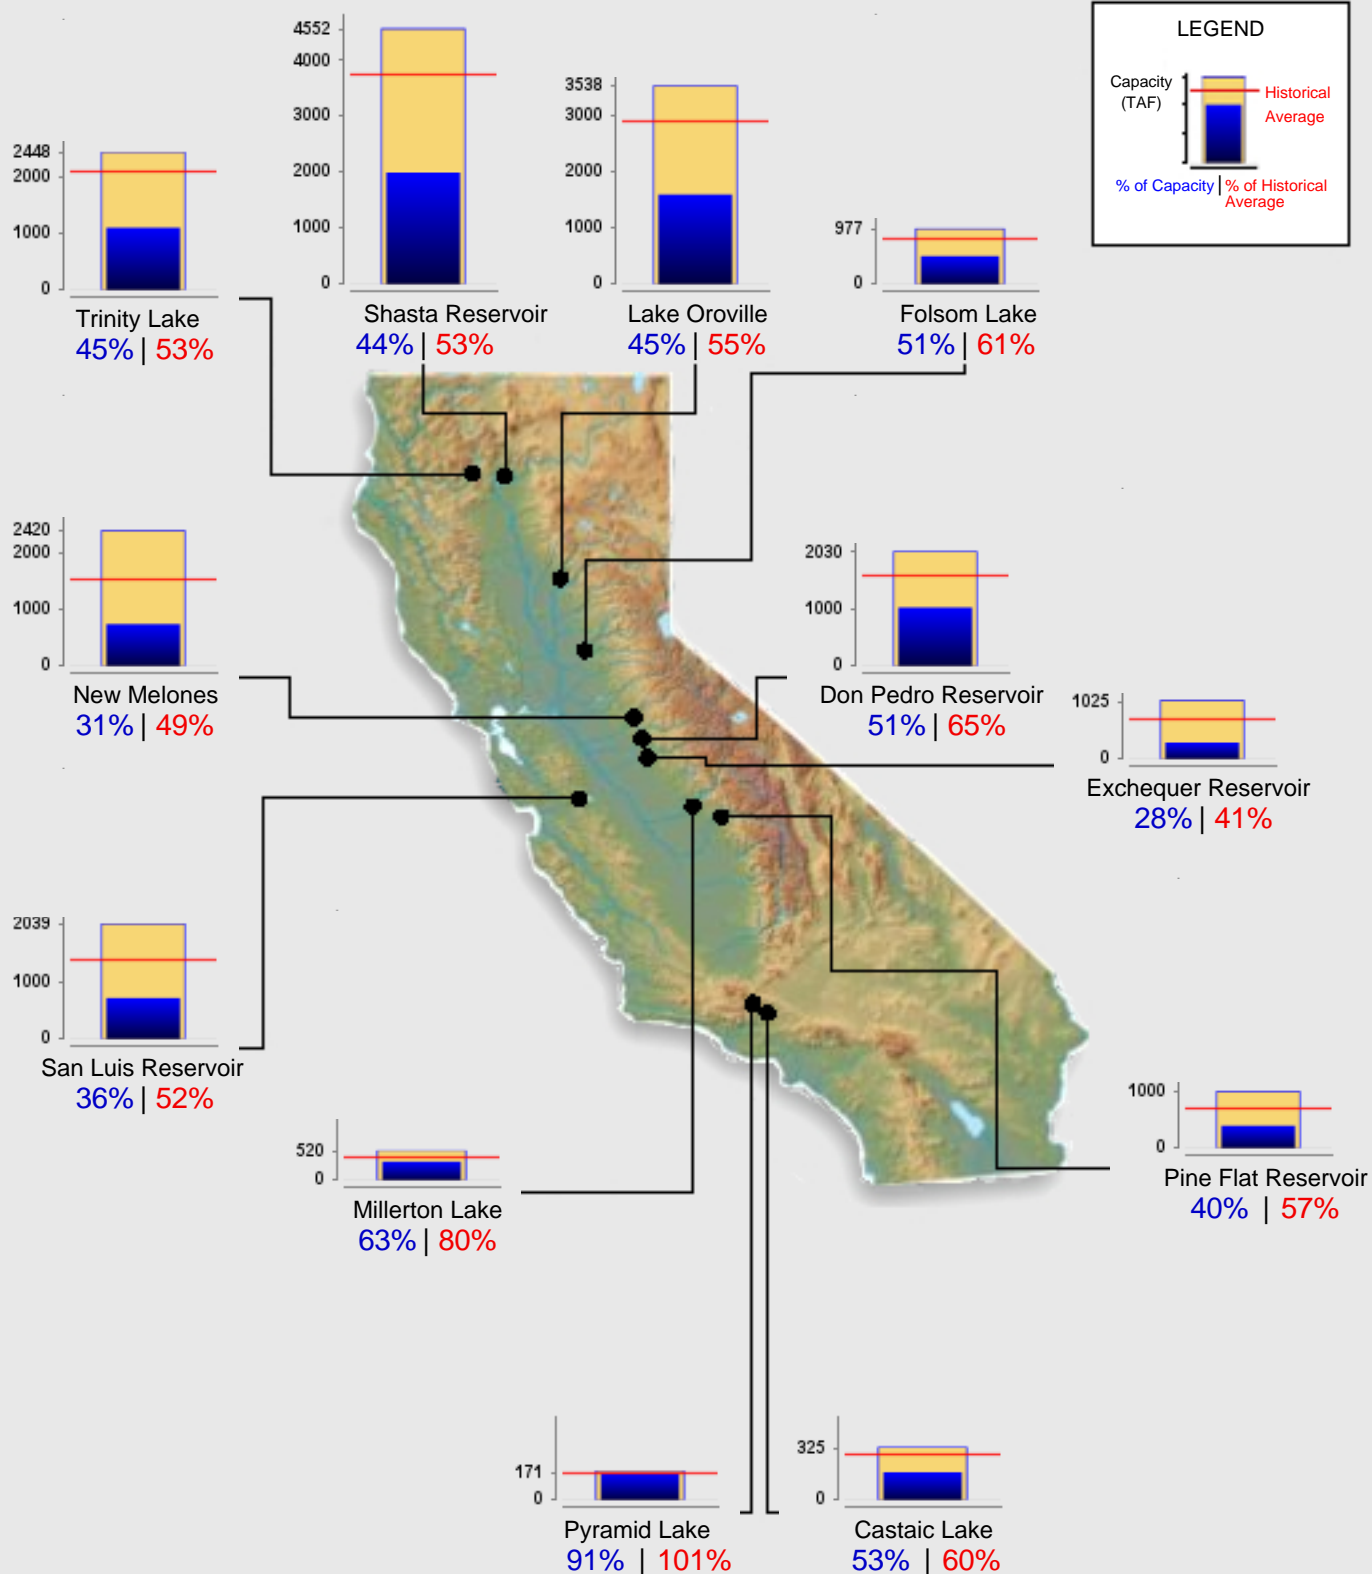 LEGEND
Capacity
(TAF)
Historical
Average
% of Capacity | % of Historical
Average
4552
4000
3000
2000
1000
0
Shasta Reservoir
44% | 53%
3538
3000
2000
1000
0
Lake Oroville
45% | 55%
2448
2000
1000
0
Trinity Lake
45% | 53%
977
0
Folsom Lake
51% | 61%
2420
2000
1000
0
New Melones
31% | 49%
2030
1000
0
Don Pedro Reservoir
51% | 65%
1025
0
Exchequer Reservoir
28% | 41%
2039
1000
0
San Luis Reservoir
36% | 52%
520
0
Millerton Lake
63% | 80%
1000
0
Pine Flat Reservoir
40% | 57%
171
0
Pyramid Lake
91% | 101%
325
0
Castaic Lake
53% | 60%